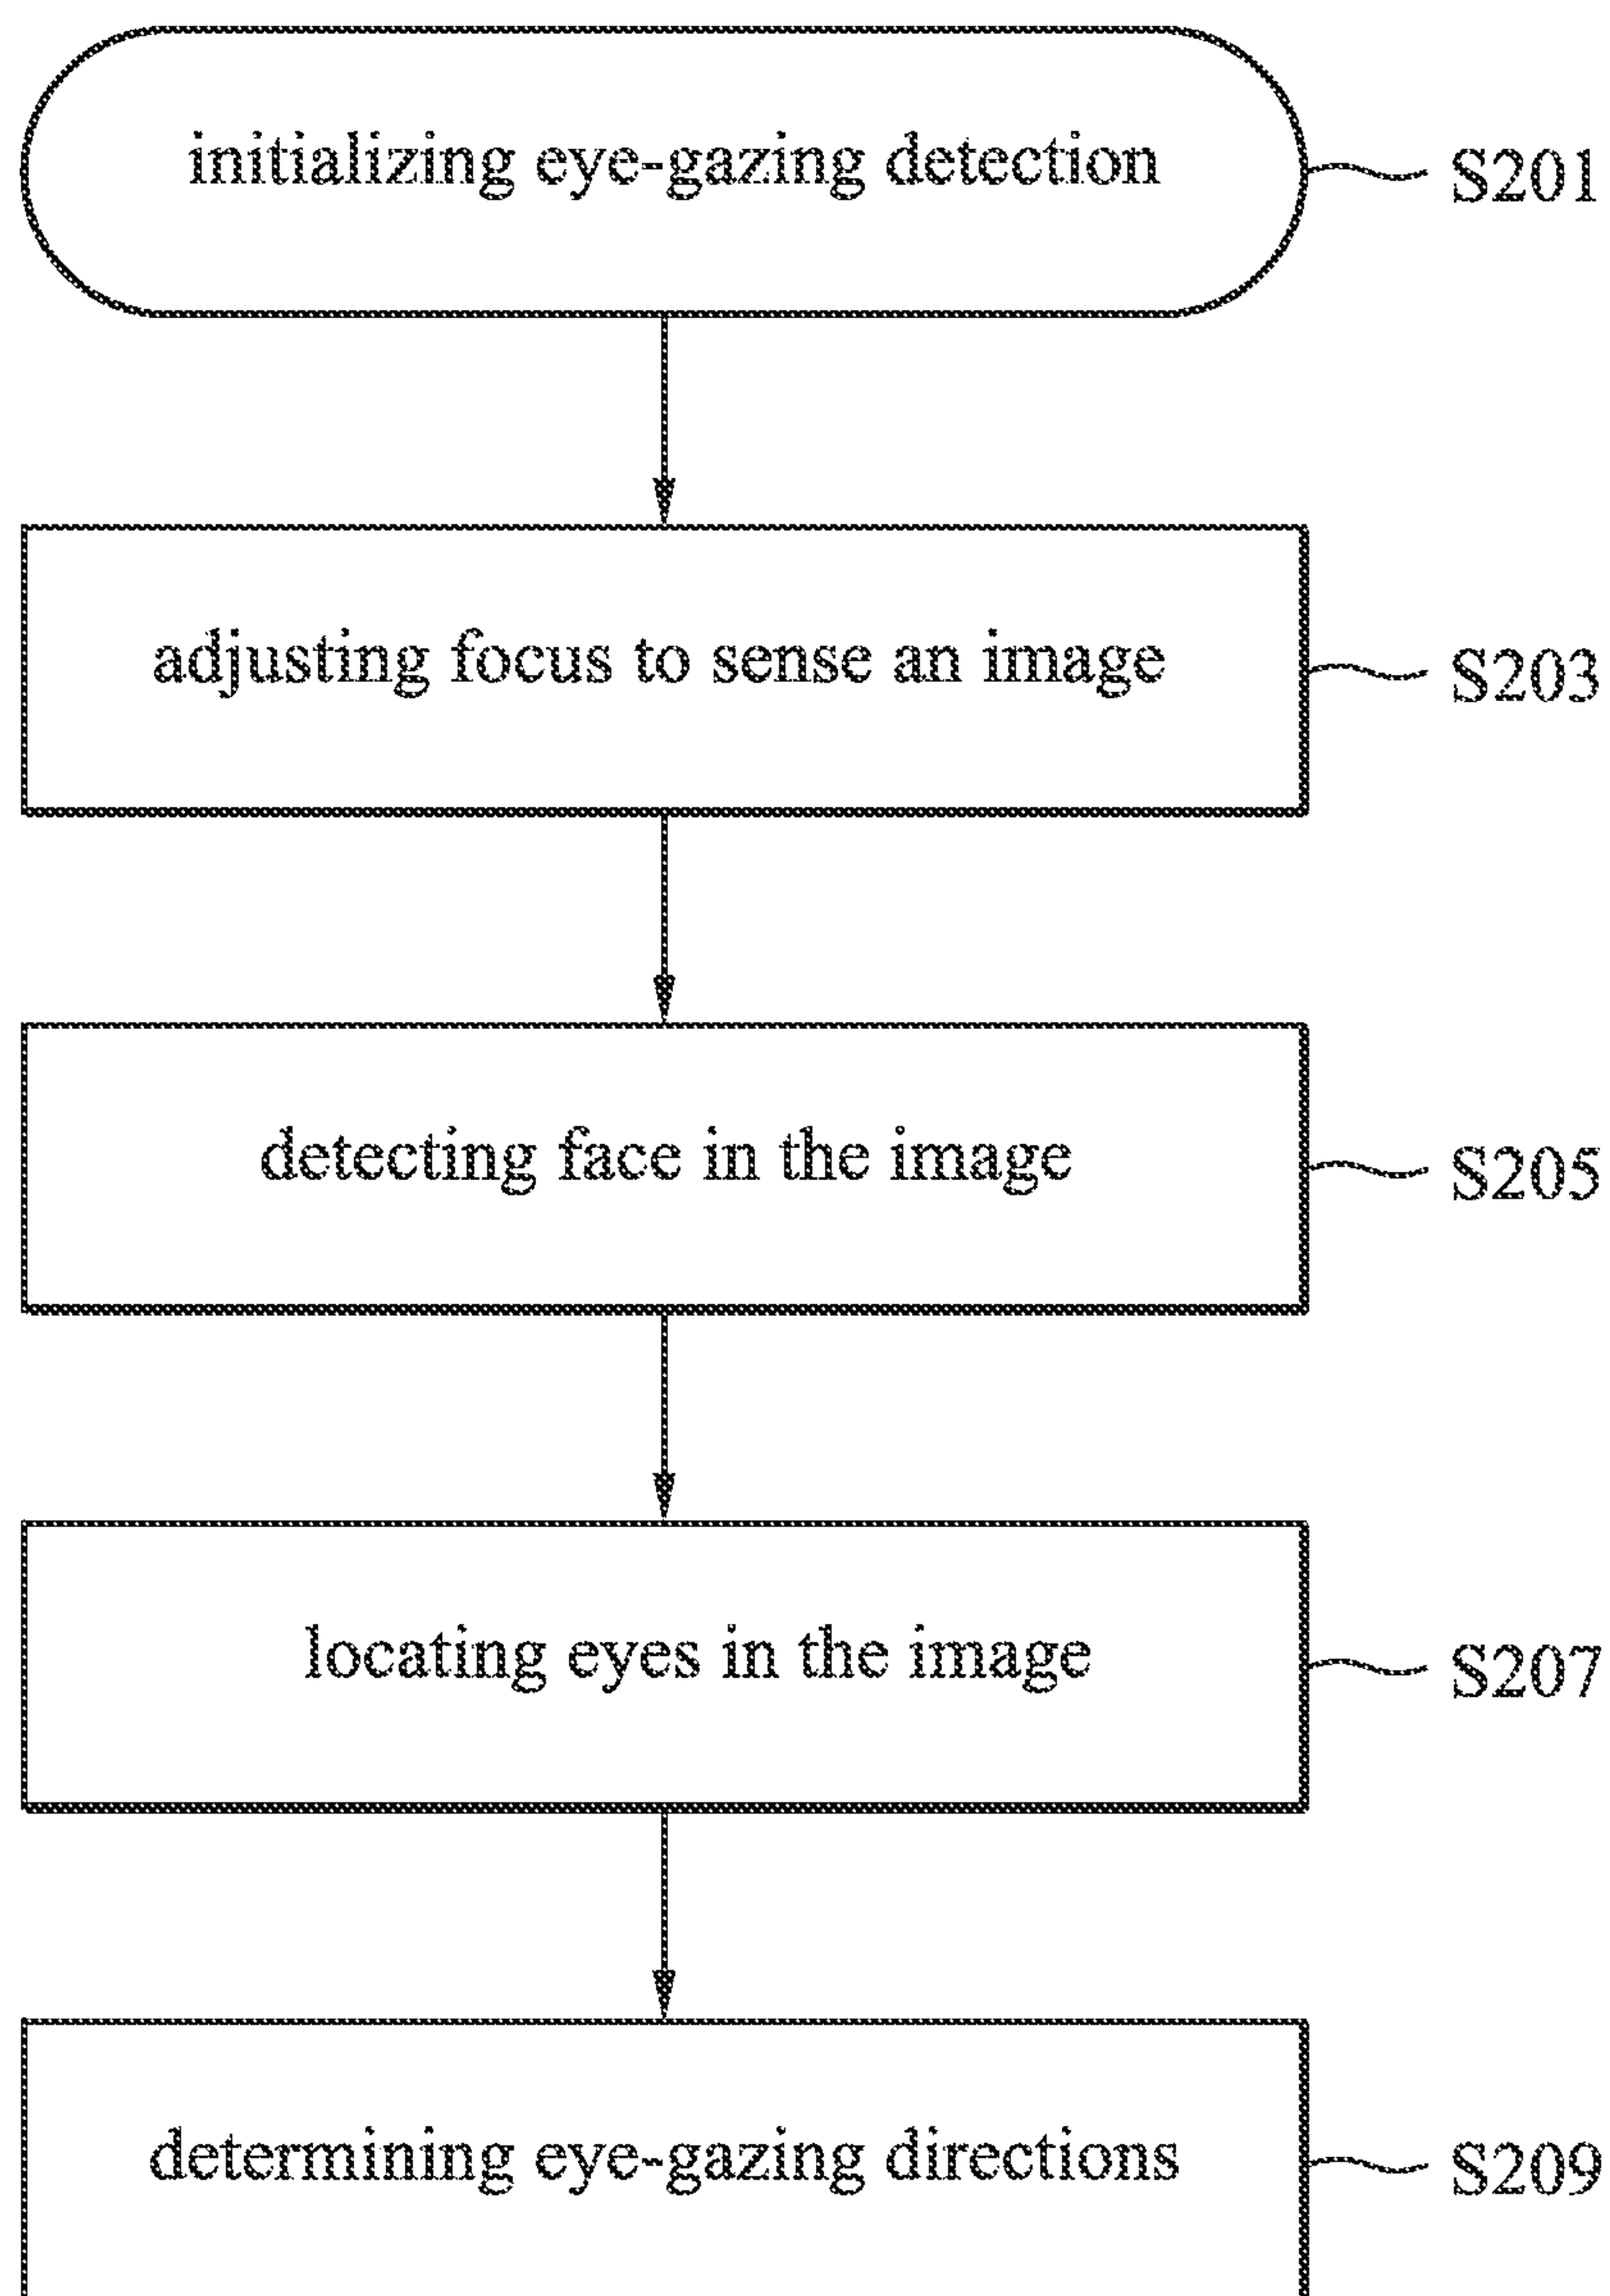 initializing eye-gazing detection S201
adjusting focus to sense an image S203
detecting face in the image S205
locating eyes in the image S207
determining eye-gazing directions S209